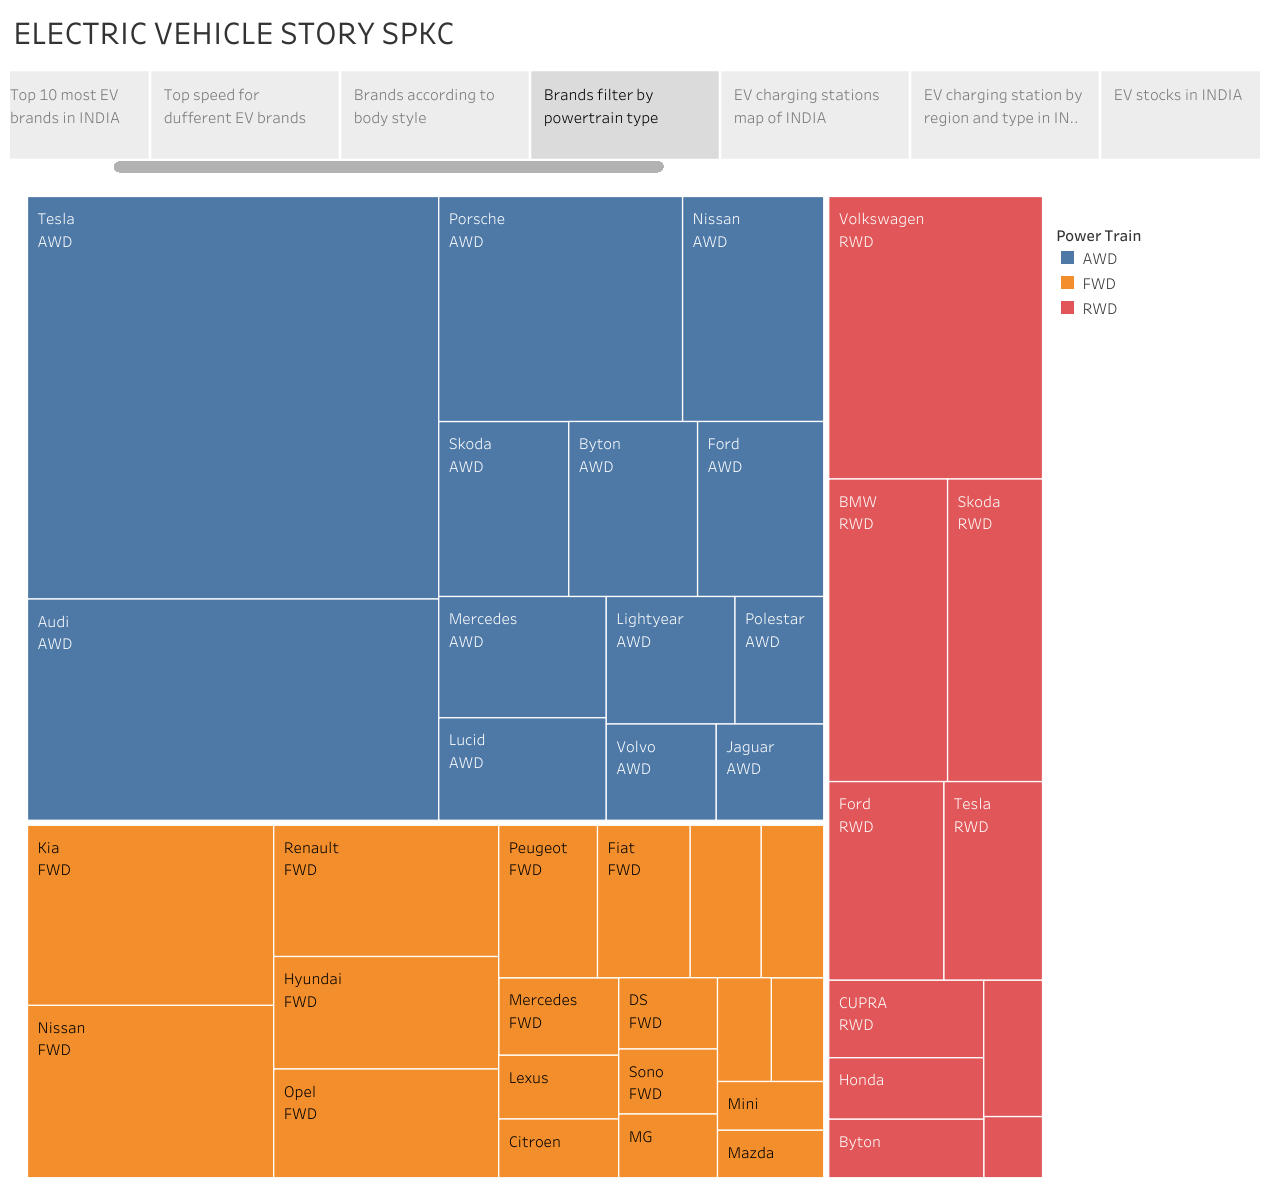 ELECTRIC VEHICLE STORY SPKC
Top 10 most EV
brands in INDIA
Top speed for
dufferent EV brands
Brands according to
body style
Brands filter by
powertrain type
EV charging stations
map of INDIA
EV charging station by
region and type in IN..
EV stocks in INDIA
Tesla
AWD
Porsche
AWD
Nissan
AWD
Skoda
AWD
Byton
AWD
Ford
AWD
Audi
AWD
Mercedes
AWD
Lightyear
AWD
Polestar
AWD
Lucid
AWD
Volvo
AWD
Jaguar
AWD
Kia
FWD
Renault
FWD
Peugeot
FWD
Fiat
FWD
Hyundai
FWD
Nissan
FWD
Opel
FWD
Mercedes
FWD
DS
FWD
Lexus
Sono
FWD
Citroen
MG
Mini
Mazda
Volkswagen
RWD
BMW
RWD
Skoda
RWD
Ford
RWD
Tesla
RWD
CUPRA
RWD
Honda
Byton
Power Train
AWD
FWD
RWD